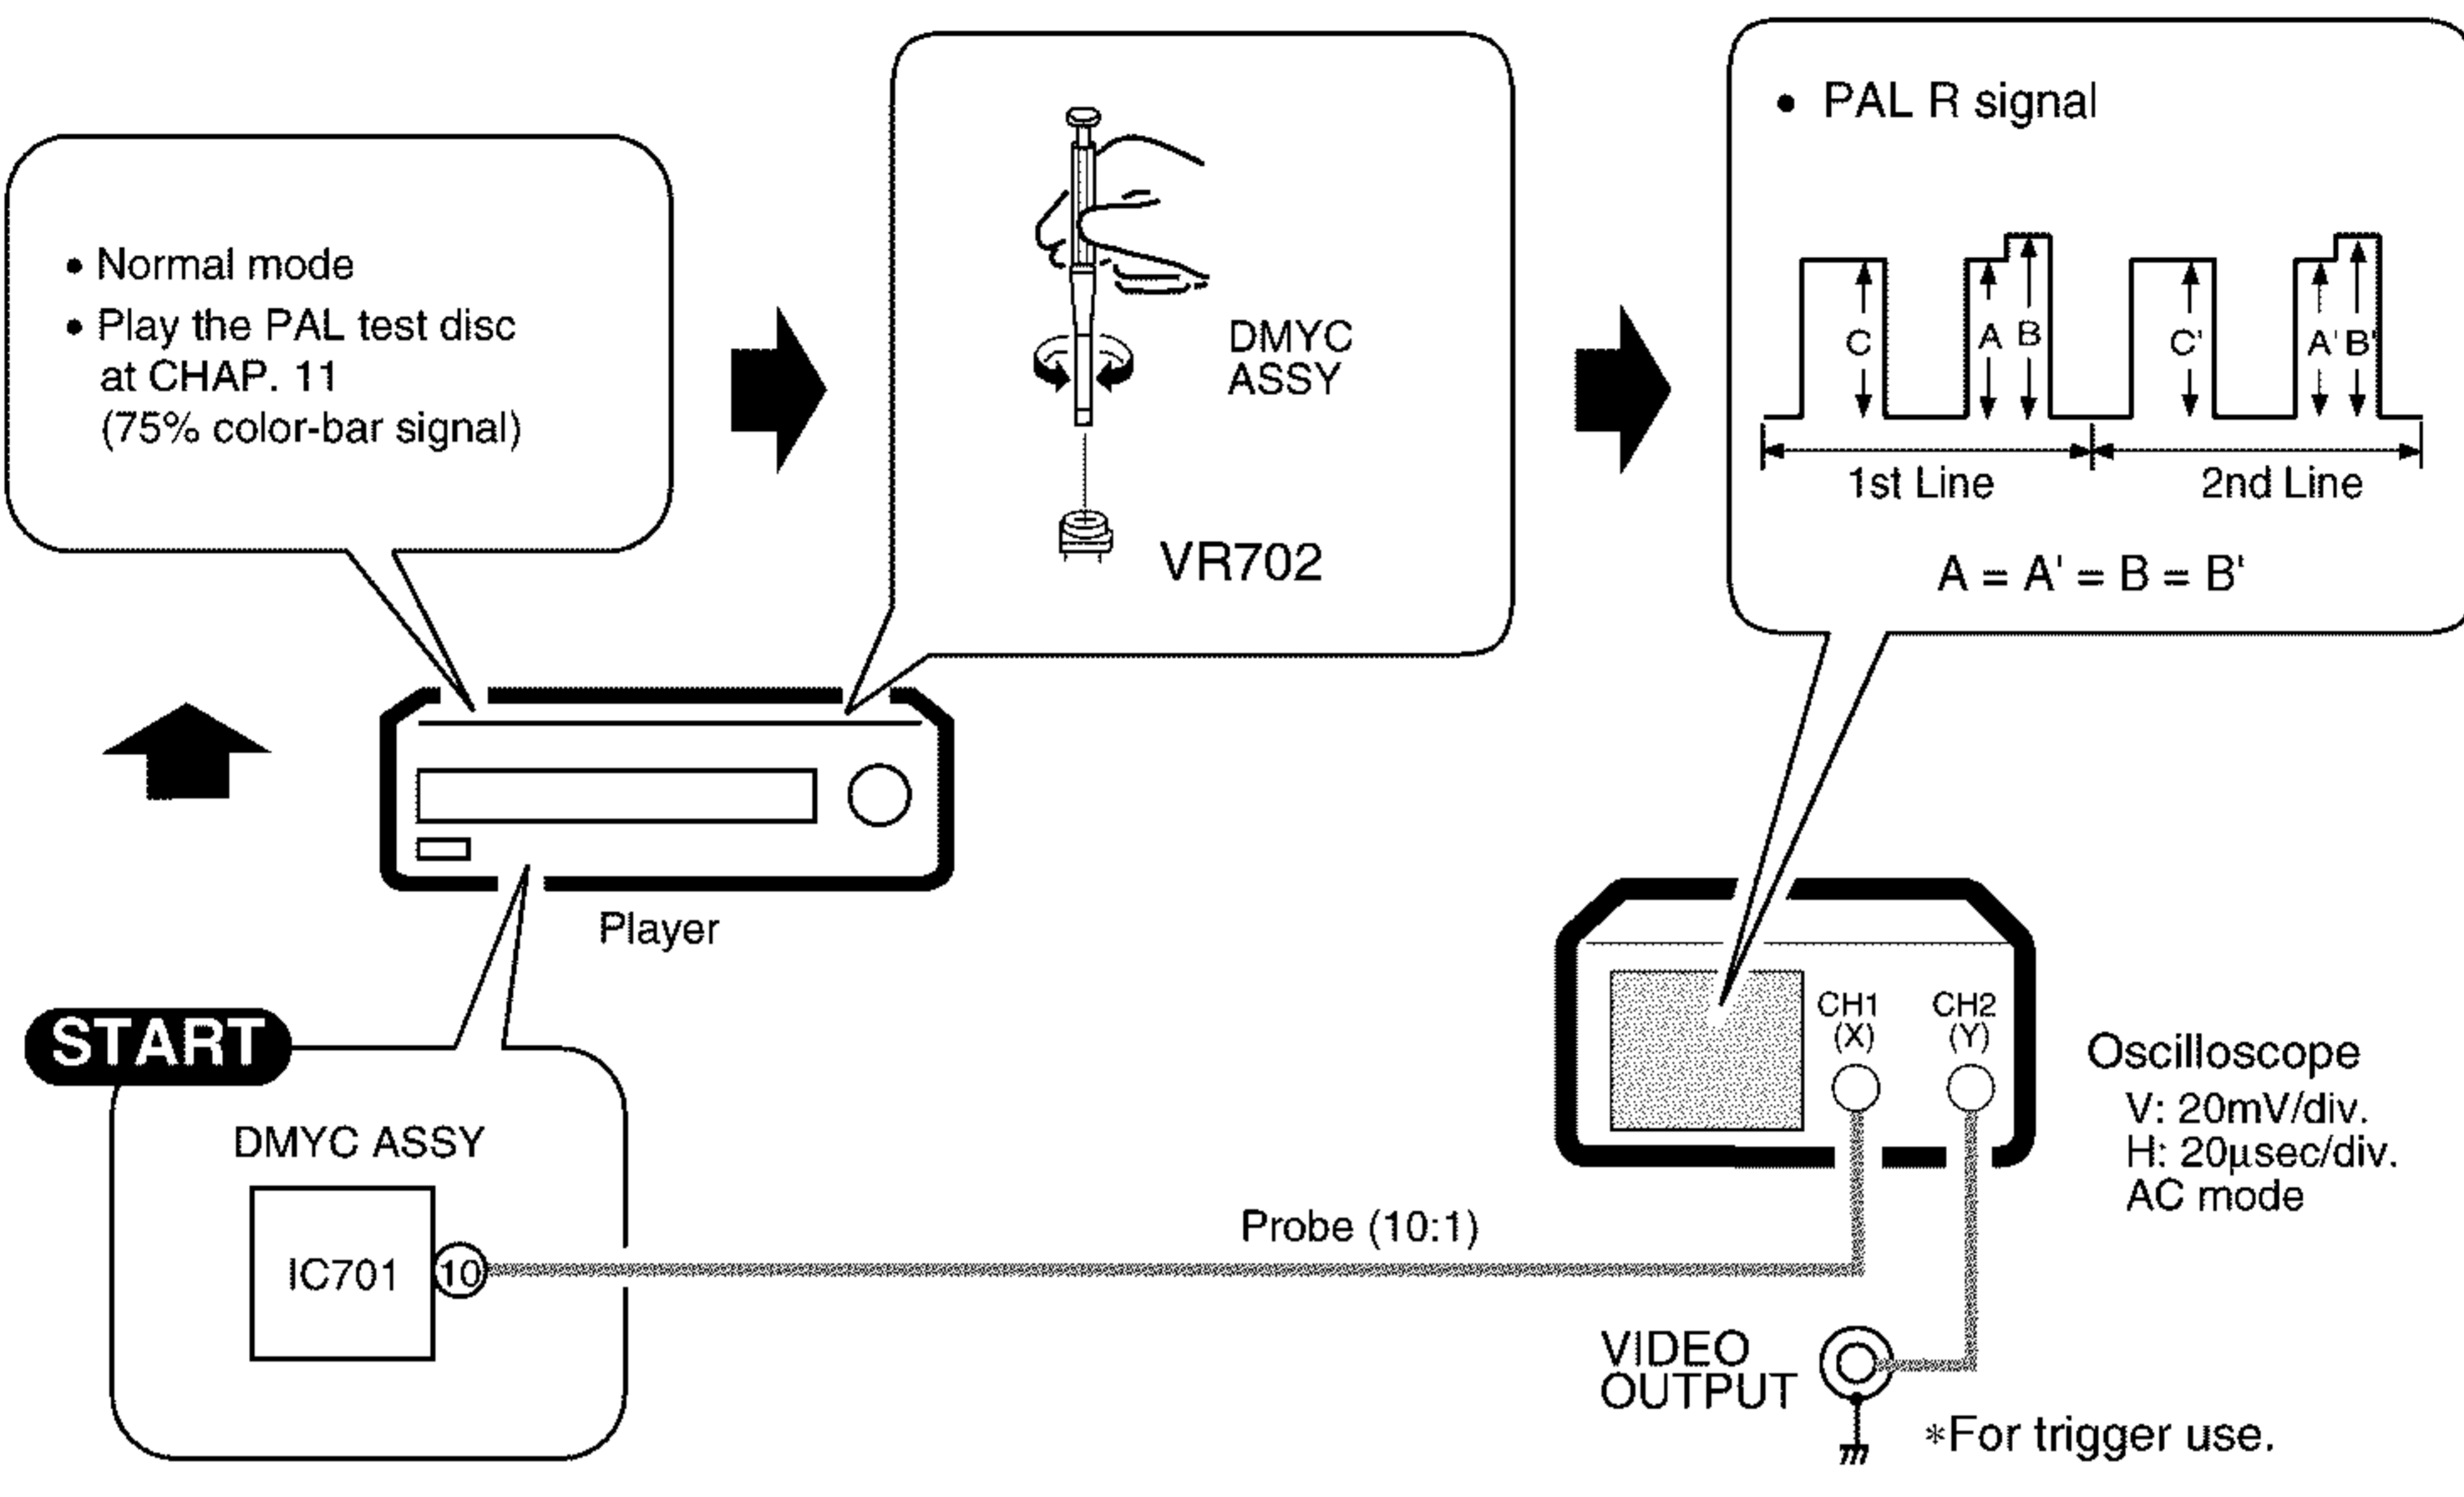 • Normal mode
• Play the PAL test disc
at CHAP. 11
(75% color-bar signal)
DMYC
ASSY
VR702
• PAL R signal
C
A
B
C'
A'
B'
1st Line
2nd Line
A = A' = B = B'
Player
START
DMYC ASSY
IC701
10
Probe (10:1)
CH1
(X)
CH2
(Y)
Oscilloscope
V: 20mV/div.
H: 20μsec/div.
AC mode
VIDEO
OUTPUT
*For trigger use.